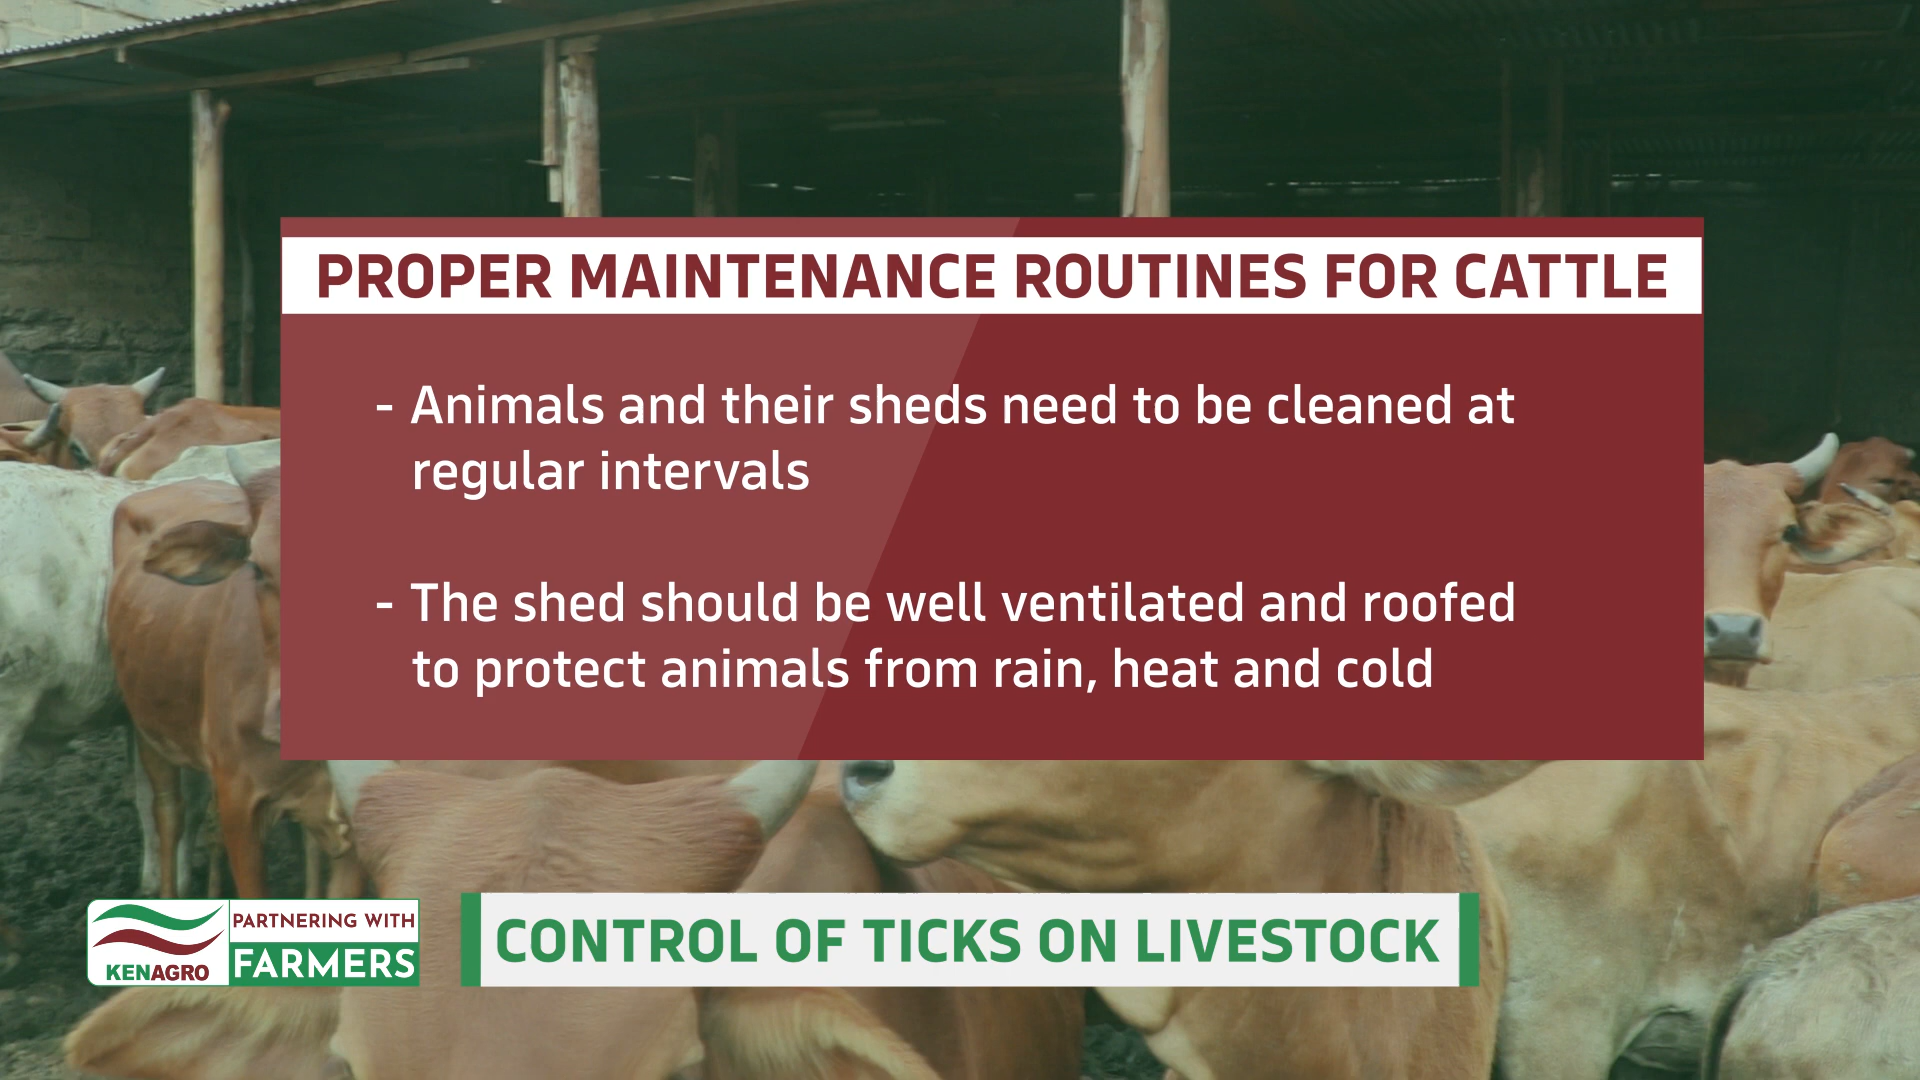 PROPER MAINTENANCE ROUTINES FOR CATTLE
- Animals and their sheds need to be cleaned at
regular intervals
- The shed should be well ventilated and roofed
to protect animals from rain, heat and cold
KENAGRO
PARTNERING WITH
FARMERS
CONTROL OF TICKS ON LIVESTOCK